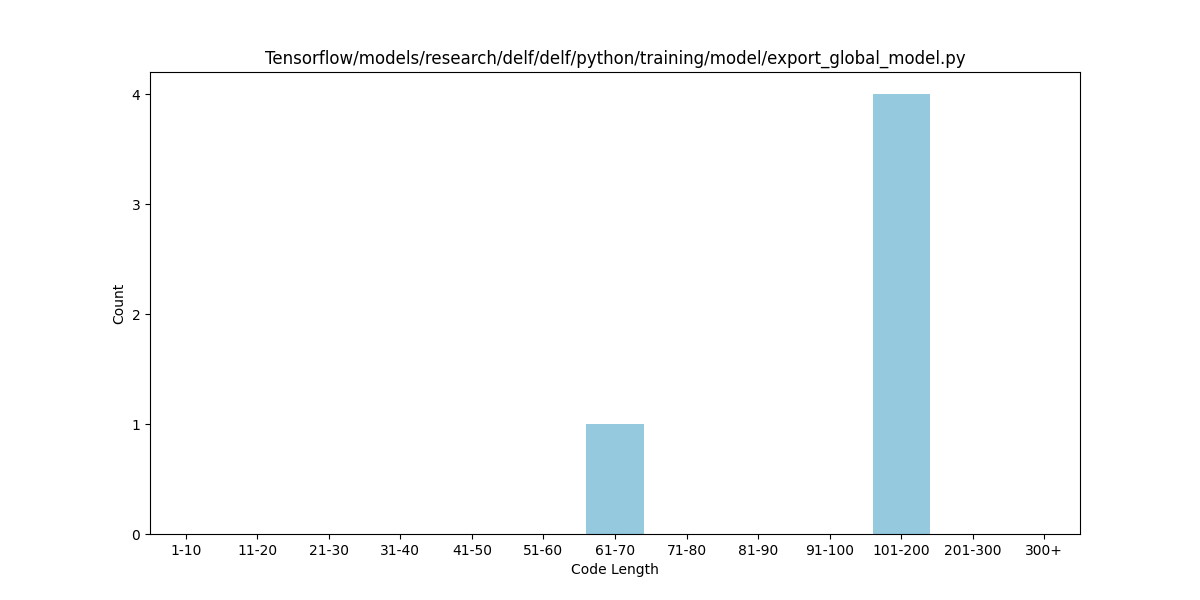 Tensorflow/models/research/delf/delf/python/training/model/export_global_model.py
4
3
2
1
0
Count
1-10 11-20 21-30 31-40 41-50 51-60 61-70 71-80 81-90 91-100 101-200 201-300 300+
Code Length